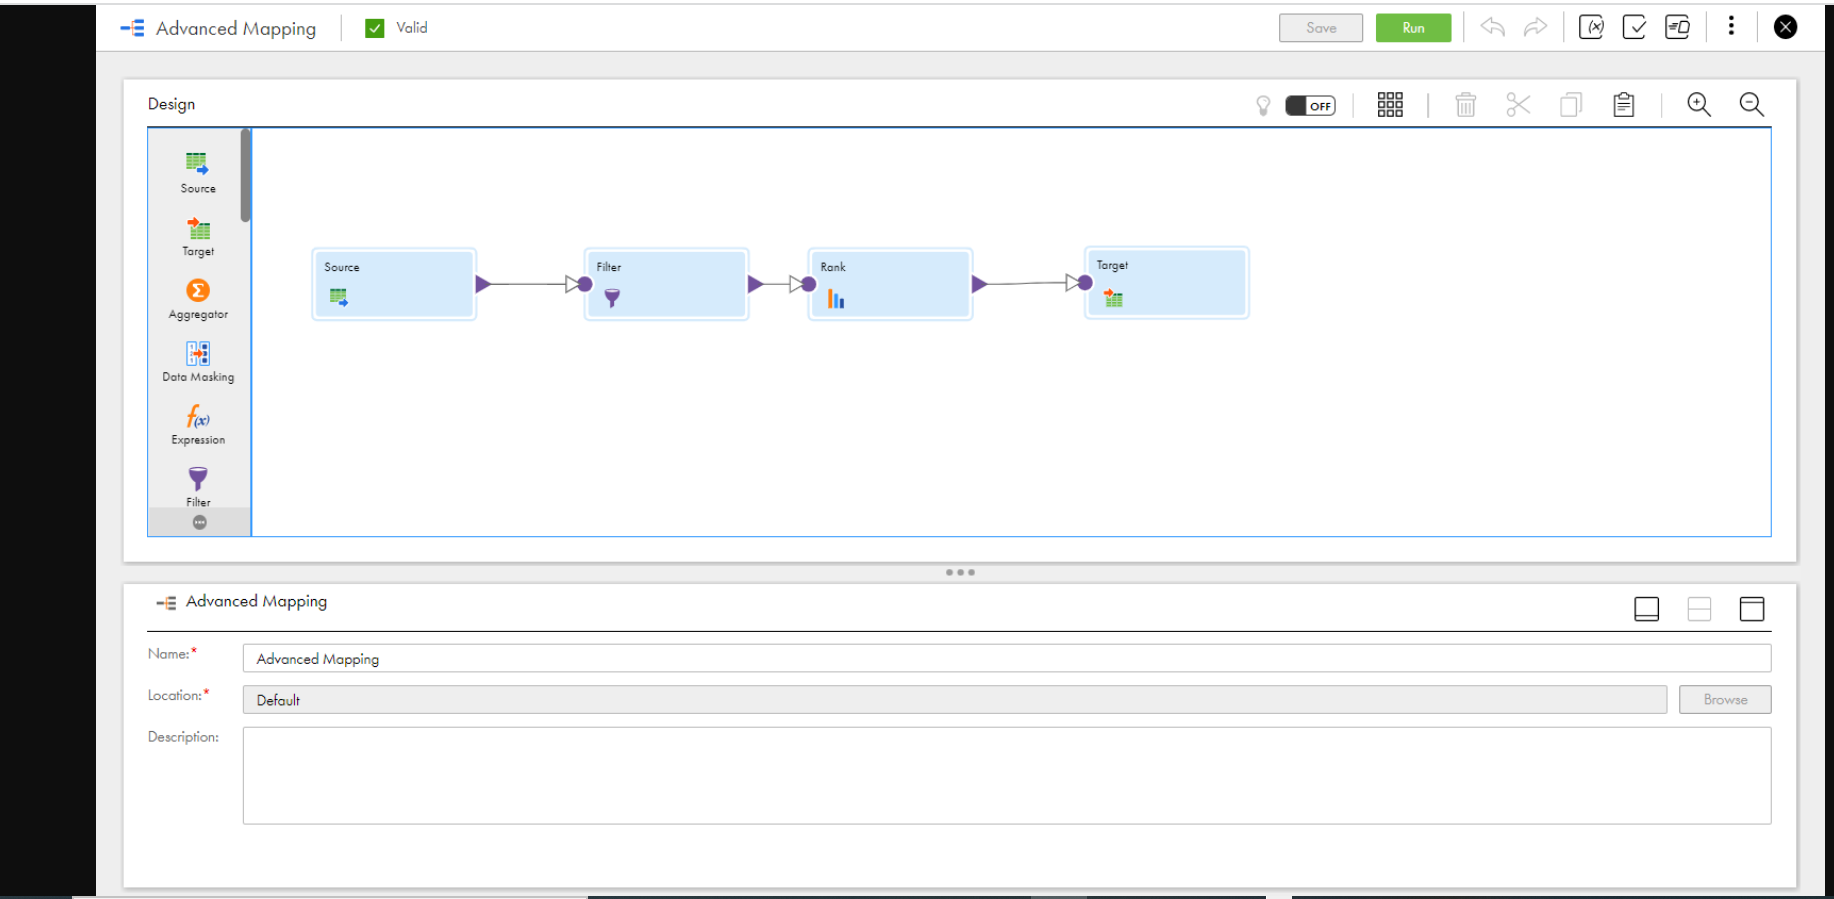 Advanced Mapping
Valid
Save
Run
Design
OFF
Source
Target
Aggregator
Data Masking
f(x)
Expression
Filter
Source
Filter
Rank
Target
Advanced Mapping
Name:*
Advanced Mapping
Location:*
Default
Browse
Description: